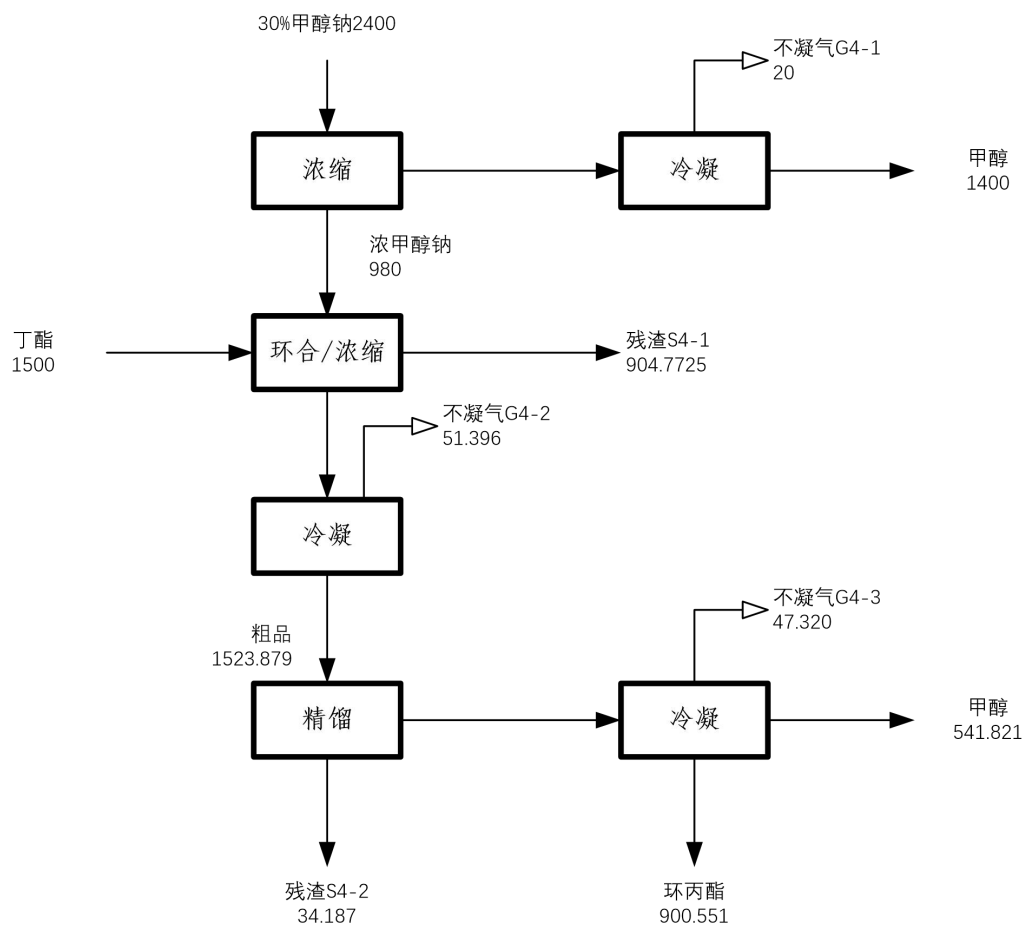 30%甲醇钠2400
不凝气G4-1
20
浓缩
冷凝
甲醇
1400
浓甲醇钠
980
丁酯
1500
环合/浓缩
残渣S4-1
904.7725
不凝气G4-2
51.396
冷凝
不凝气G4-3
47.320
粗品
1523.879
精馏
冷凝
甲醇
541.821
残渣S4-2
34.187
环丙酯
900.551